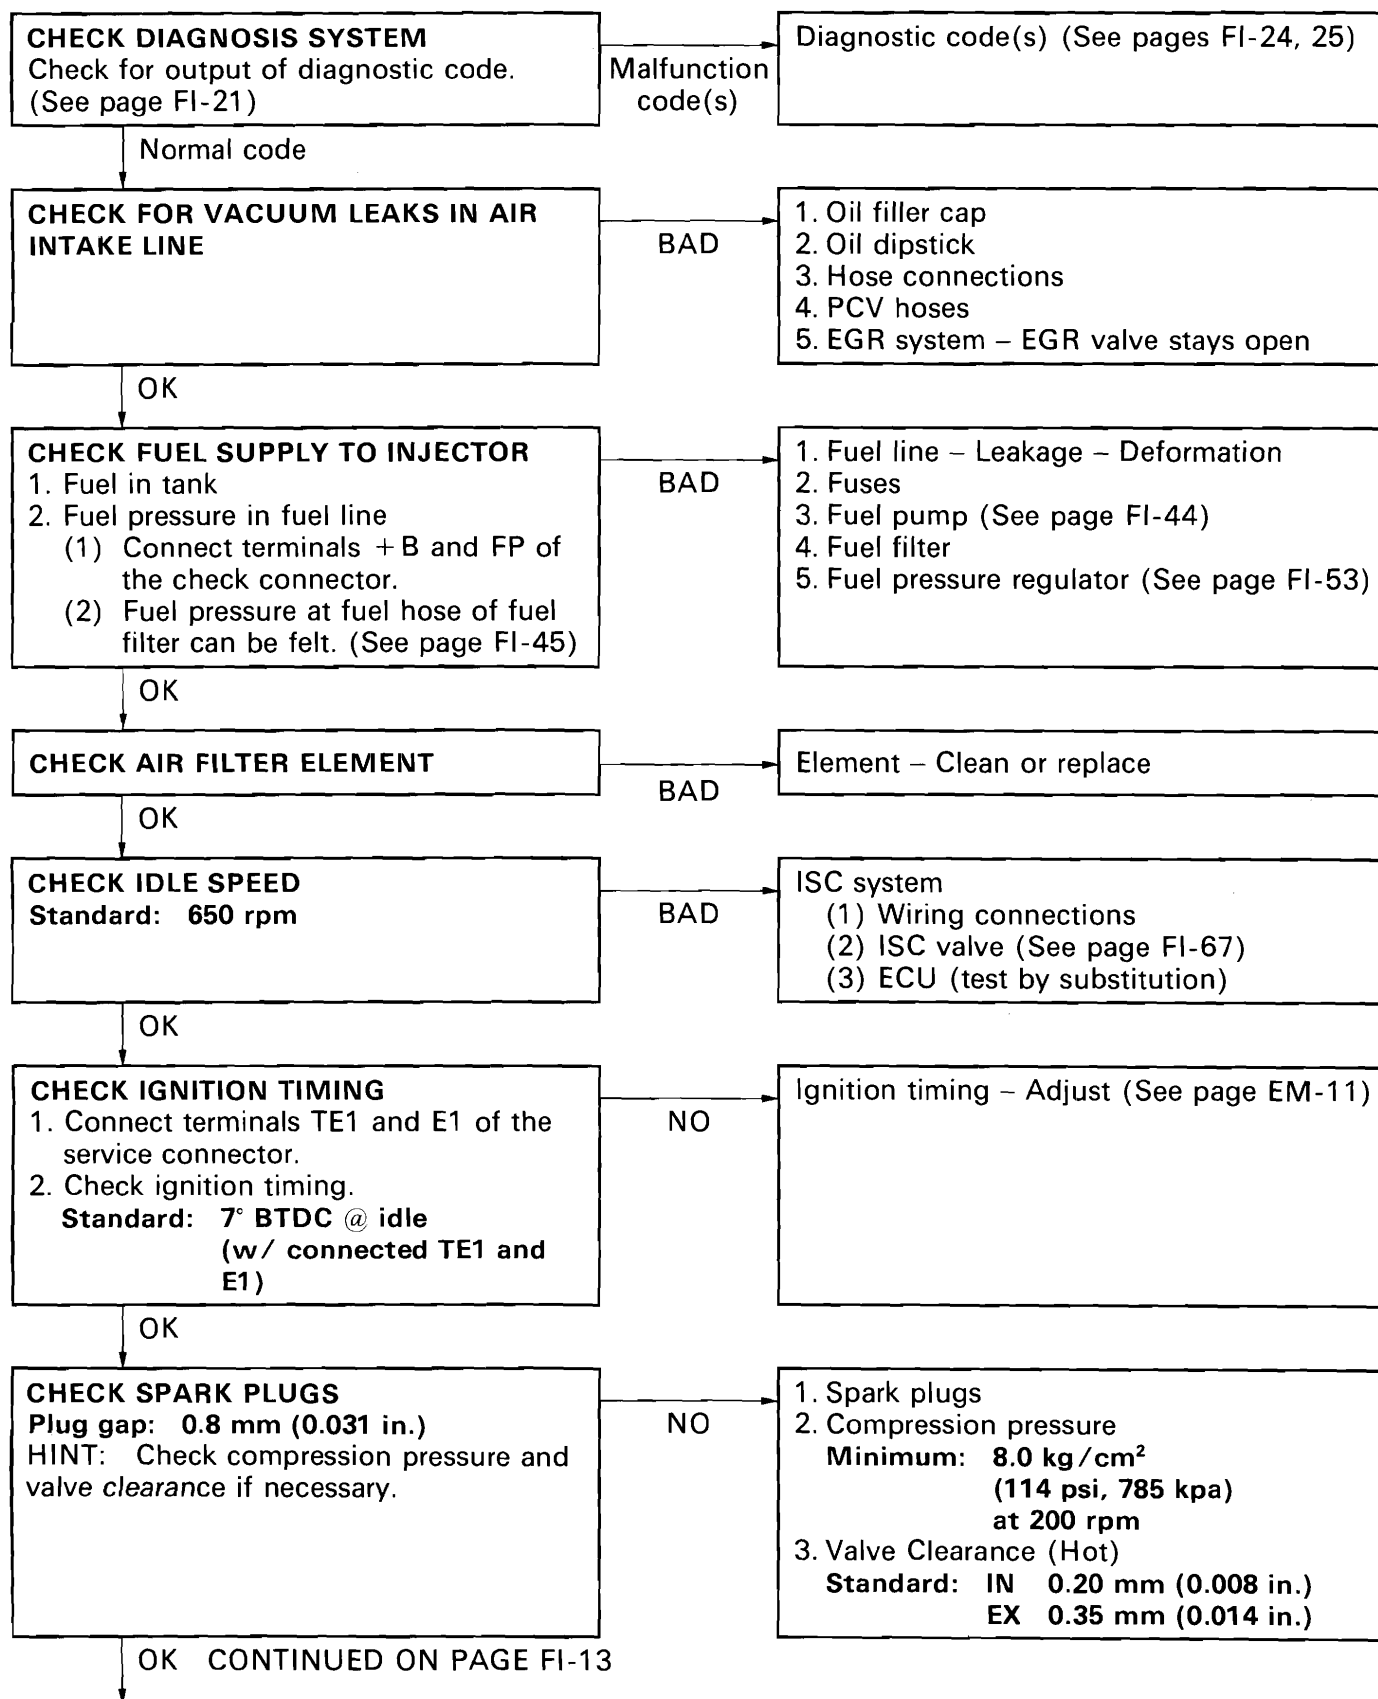 CHECK DIAGNOSIS SYSTEM
Check for output of diagnostic code.
(See page FI-21)
Malfunction
code(s)
Diagnostic code(s) (See pages FI-24, 25)
Normal code
CHECK FOR VACUUM LEAKS IN AIR
INTAKE LINE
BAD
1. Oil filler cap
2. Oil dipstick
3. Hose connections
4. PCV hoses
5. EGR system – EGR valve stays open
OK
CHECK FUEL SUPPLY TO INJECTOR
1. Fuel in tank
2. Fuel pressure in fuel line
(1) Connect terminals +B and FP of
the check connector.
(2) Fuel pressure at fuel hose of fuel
filter can be felt. (See page FI-45)
BAD
1. Fuel line – Leakage – Deformation
2. Fuses
3. Fuel pump (See page FI-44)
4. Fuel filter
5. Fuel pressure regulator (See page FI-53)
OK
CHECK AIR FILTER ELEMENT
BAD
Element – Clean or replace
OK
CHECK IDLE SPEED
Standard: 650 rpm
BAD
ISC system
(1) Wiring connections
(2) ISC valve (See page FI-67)
(3) ECU (test by substitution)
OK
CHECK IGNITION TIMING
1. Connect terminals TE1 and E1 of the
service connector.
2. Check ignition timing.
Standard: 7° BTDC @ idle
(w/ connected TE1 and
E1)
NO
Ignition timing – Adjust (See page EM-11)
OK
CHECK SPARK PLUGS
Plug gap: 0.8 mm (0.031 in.)
HINT: Check compression pressure and
valve clearance if necessary.
NO
1. Spark plugs
2. Compression pressure
Minimum: 8.0 kg/cm²
(114 psi, 785 kpa)
at 200 rpm
3. Valve Clearance (Hot)
Standard: IN 0.20 mm (0.008 in.)
EX 0.35 mm (0.014 in.)
OK CONTINUED ON PAGE FI-13